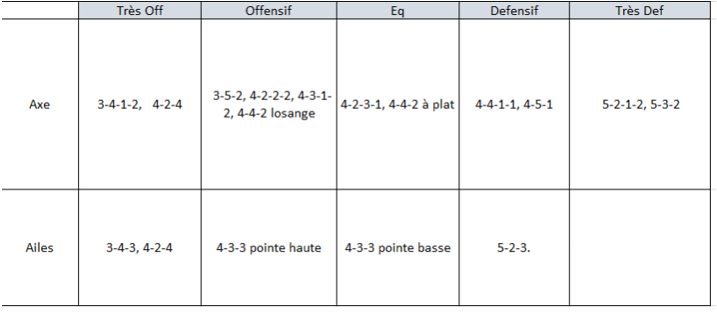 Très Off Offensif Eq Defensif Très Def
Axe 3-4-1-2, 4-2-4 3-5-2, 4-2-2-2, 4-3-1-2, 4-4-2 losange 4-2-3-1, 4-4-2 à plat 4-4-1-1, 4-5-1 5-2-1-2, 5-3-2
Ailes 3-4-3, 4-2-4 4-3-3 pointe haute 4-3-3 pointe basse 5-2-3.